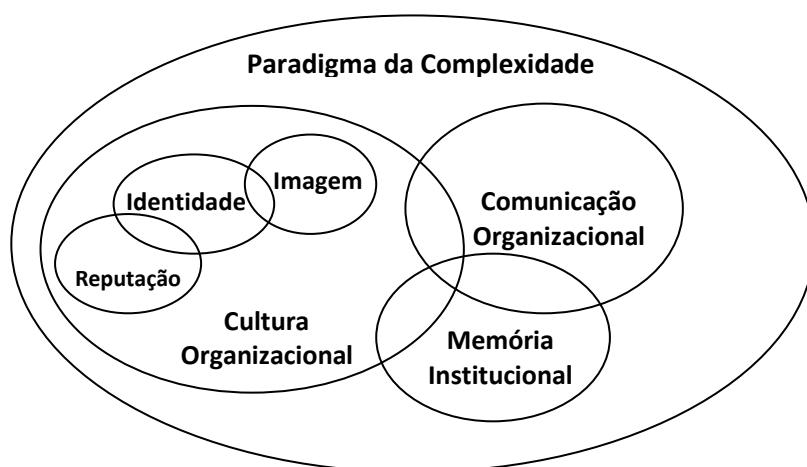 Paradigma da Complexidade
Imagem
Identidade
Reputação
Comunicação
Organizacional
Cultura
Organizacional
Memória
Institucional